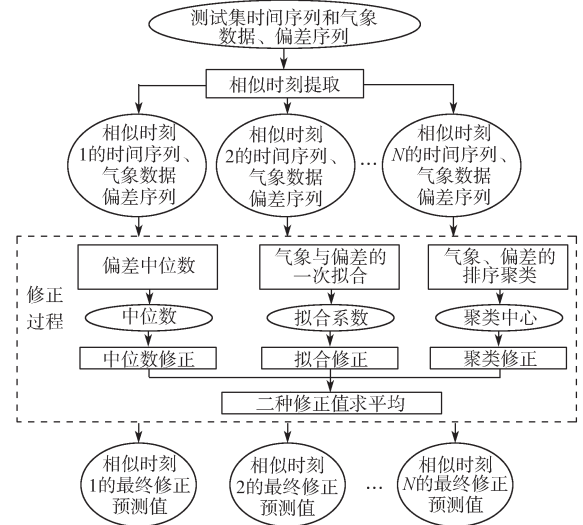 测试集时间序列和气象
数据、偏差序列
相似时刻提取
相似时刻
1的时间序列、
气象数据
偏差序列
相似时刻
2的时间序列、
气象数据
偏差序列
...
相似时刻
N的时间序列、
气象数据
偏差序列
修正
过程
偏差中位数
气象与偏差的
一次拟合
气象、偏差的
排序聚类
中位数
拟合系数
聚类中心
中位数修正
拟合修正
聚类修正
二种修正值求平均
相似时刻
1的最终修正
预测值
相似时刻
2的最终修正
预测值
...
相似时刻
N的最终修正
预测值